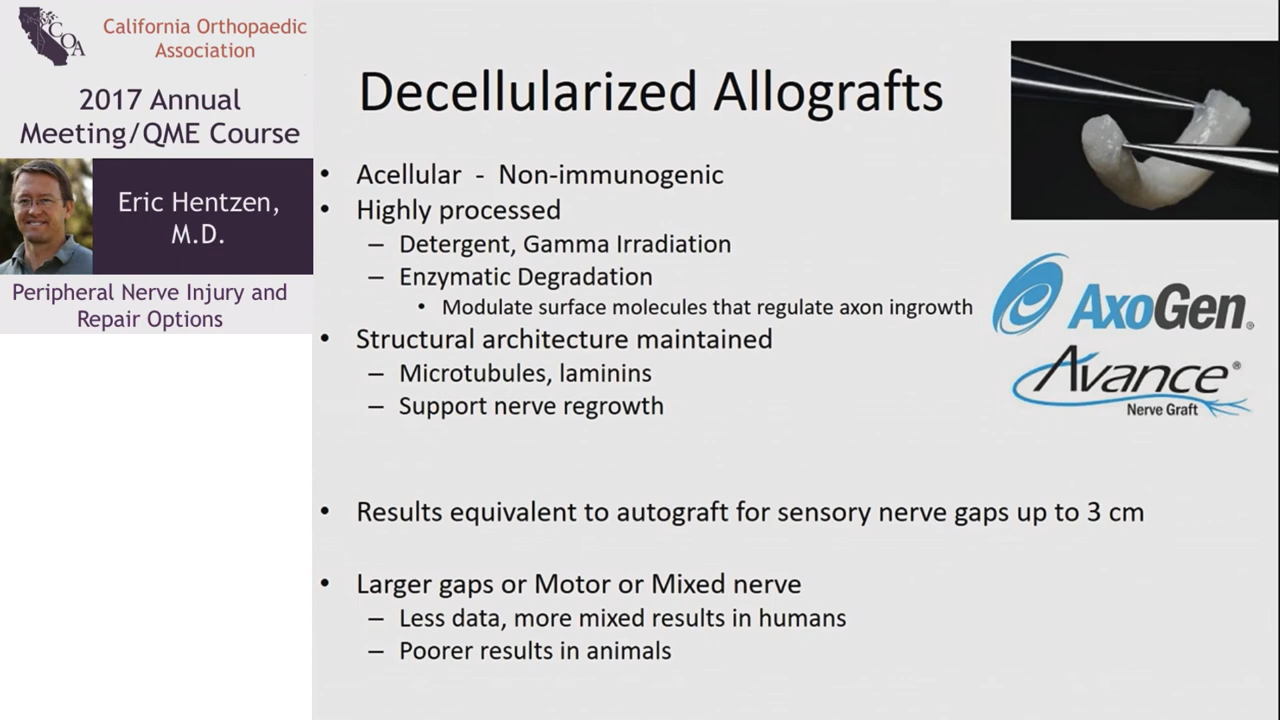 COA
California Orthopaedic
Association
2017 Annual
Meeting/QME Course
Eric Hentzen,
M.D.
Peripheral Nerve Injury and
Repair Options
Decellularized Allografts
• Acellular - Non-immunogenic
• Highly processed
– Detergent, Gamma Irradiation
– Enzymatic Degradation
• Modulate surface molecules that regulate axon ingrowth
• Structural architecture maintained
– Microtubules, laminins
– Support nerve regrowth
• Results equivalent to autograft for sensory nerve gaps up to 3 cm
• Larger gaps or Motor or Mixed nerve
– Less data, more mixed results in humans
– Poorer results in animals
AxoGen®
Avance®
Nerve Graft